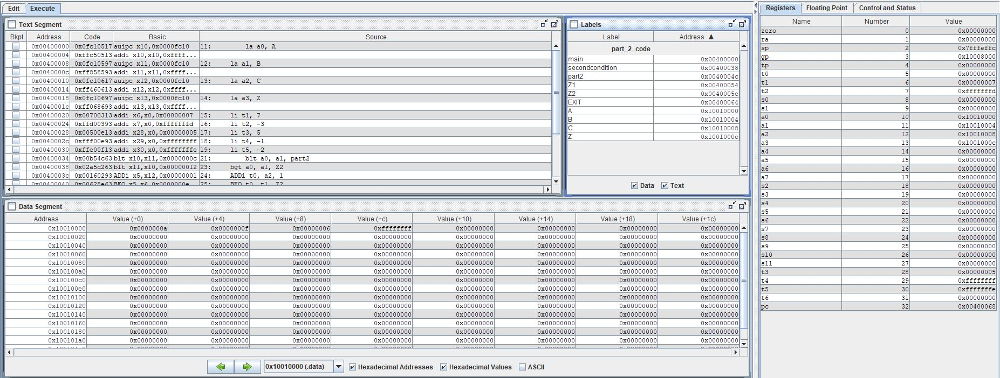 Edit Execute
Text Segment
Bkpt Address Code Basic Source
0x00400000 0x0fc10517 auipc x10,0x0000fc10 11: la a0, A
0x00400004 0xffc50513 addi x10,x10,0xffff...
0x00400008 0x0fc10597 auipc x11,0x0000fc10 12: la a1, B
0x0040000c 0xff858593 addi x11,x11,0xffff...
0x00400010 0x0fc10617 auipc x12,0x0000fc10 13: la a2, C
0x00400014 0xff460613 addi x12,x12,0xffff...
0x00400018 0x0fc10697 auipc x13,0x0000fc10 14: la a3, Z
0x0040001c 0xff068693 addi x13,x13,0xffff...
0x00400020 0x00700313 addi x6,x0,0x00000007 15: li t1, 7
0x00400024 0xffd00393 addi x7,x0,0xfffffffd 16: li t2, -3
0x00400028 0x00500e13 addi x28,x0,0x00000005 17: li t3, 5
0x0040002c 0xfff00e93 addi x29,x0,0xffffffff 18: li t4, -1
0x00400030 0xffe00f13 addi x30,x0,0xfffffffe 19: li t5, -2
0x00400034 0x00b54c63 blt x10,x11,0x0000000c 21: blt a0, a1, part2
0x00400038 0x02a5c263 blt x11,x10,0x00000012 23: bgt a0, a1, Z2
0x0040003c 0x00160293 ADDi x5,x12,0x00000001 24: ADDi t0, a2, 1
0x00400040 0x00628e63 BEQ x5,x6,0x0000000e 25: BEQ t0, t1, Z2
Labels
Label Address ▲
part_2_code
main 0x00400000
secondcondition 0x00400038
part2 0x0040004c
Z1 0x00400054
Z2 0x0040005c
EXIT 0x00400064
A 0x10010000
B 0x10010004
C 0x10010008
Z 0x1001000c
Data Text
Data Segment
Address Value (+0) Value (+4) Value (+8) Value (+c) Value (+10) Value (+14) Value (+18) Value (+1c)
0x10010000 0x0000000a 0x0000000f 0x00000006 0xffffffff 0x00000000 0x00000000 0x00000000 0x00000000
0x10010020 0x00000000 0x00000000 0x00000000 0x00000000 0x00000000 0x00000000 0x00000000 0x00000000
0x10010040 0x00000000 0x00000000 0x00000000 0x00000000 0x00000000 0x00000000 0x00000000 0x00000000
0x10010060 0x00000000 0x00000000 0x00000000 0x00000000 0x00000000 0x00000000 0x00000000 0x00000000
0x10010080 0x00000000 0x00000000 0x00000000 0x00000000 0x00000000 0x00000000 0x00000000 0x00000000
0x100100a0 0x00000000 0x00000000 0x00000000 0x00000000 0x00000000 0x00000000 0x00000000 0x00000000
0x100100c0 0x00000000 0x00000000 0x00000000 0x00000000 0x00000000 0x00000000 0x00000000 0x00000000
0x100100e0 0x00000000 0x00000000 0x00000000 0x00000000 0x00000000 0x00000000 0x00000000 0x00000000
0x10010100 0x00000000 0x00000000 0x00000000 0x00000000 0x00000000 0x00000000 0x00000000 0x00000000
0x10010120 0x00000000 0x00000000 0x00000000 0x00000000 0x00000000 0x00000000 0x00000000 0x00000000
0x10010140 0x00000000 0x00000000 0x00000000 0x00000000 0x00000000 0x00000000 0x00000000 0x00000000
0x10010160 0x00000000 0x00000000 0x00000000 0x00000000 0x00000000 0x00000000 0x00000000 0x00000000
0x10010180 0x00000000 0x00000000 0x00000000 0x00000000 0x00000000 0x00000000 0x00000000 0x00000000
0x100101a0 0x00000000 0x00000000 0x00000000 0x00000000 0x00000000 0x00000000 0x00000000 0x00000000
0x10010000 (.data) Hexadecimal Addresses Hexadecimal Values ASCII
Registers Floating Point Control and Status
Name Number Value
zero 0 0x00000000
ra 1 0x00000000
sp 2 0x7fffeffc
gp 3 0x10008000
tp 4 0x00000000
t0 5 0x00000000
t1 6 0x00000007
t2 7 0xfffffffd
s0 8 0x00000000
s1 9 0x00000000
a0 10 0x10010000
a1 11 0x10010004
a2 12 0x10010008
a3 13 0x1001000c
a4 14 0x00000000
a5 15 0x00000000
a6 16 0x00000000
a7 17 0x00000000
s2 18 0x00000000
s3 19 0x00000000
s4 20 0x00000000
s5 21 0x00000000
s6 22 0x00000000
s7 23 0x00000000
s8 24 0x00000000
s9 25 0x00000000
s10 26 0x00000000
s11 27 0x00000000
t3 28 0x00000005
t4 29 0xffffffff
t5 30 0xfffffffe
t6 31 0x00000000
pc 32 0x00400068